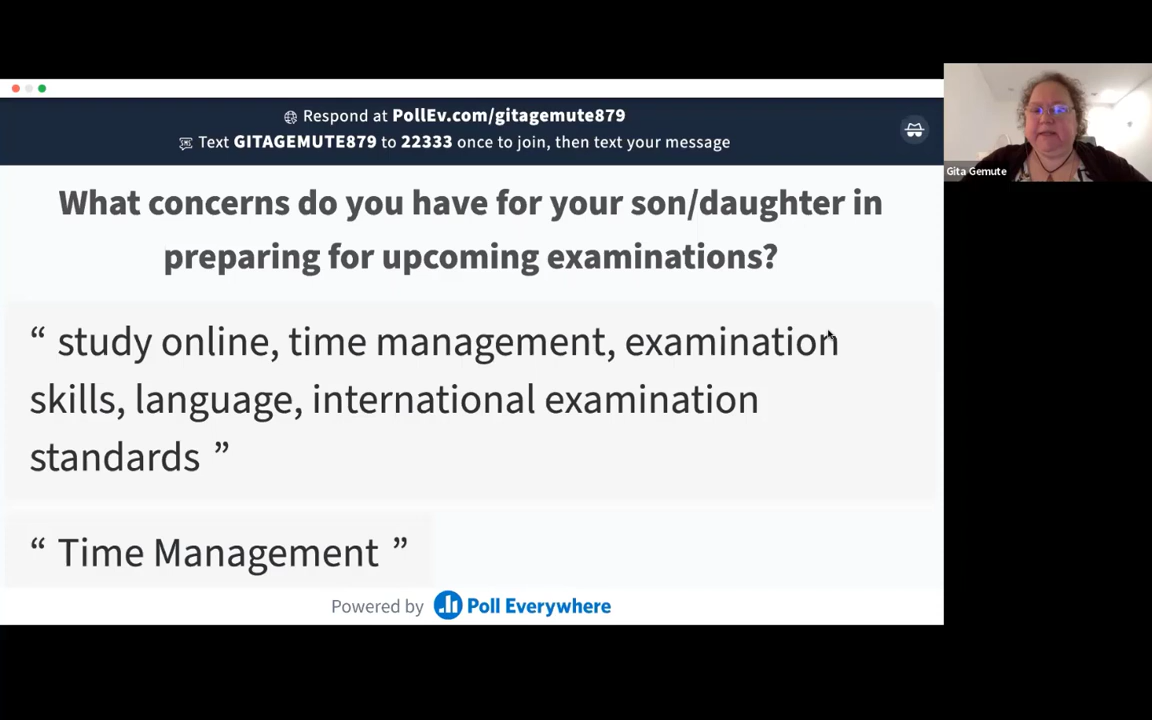 Respond at PollEv.com/gitagemute879
Text GITAGEMUTE879 to 22333 once to join, then text your message
Gita Gemute
What concerns do you have for your son/daughter in
preparing for upcoming examinations?
“ study online, time management, examination
skills, language, international examination
standards ”
“ Time Management ”
Powered by Poll Everywhere